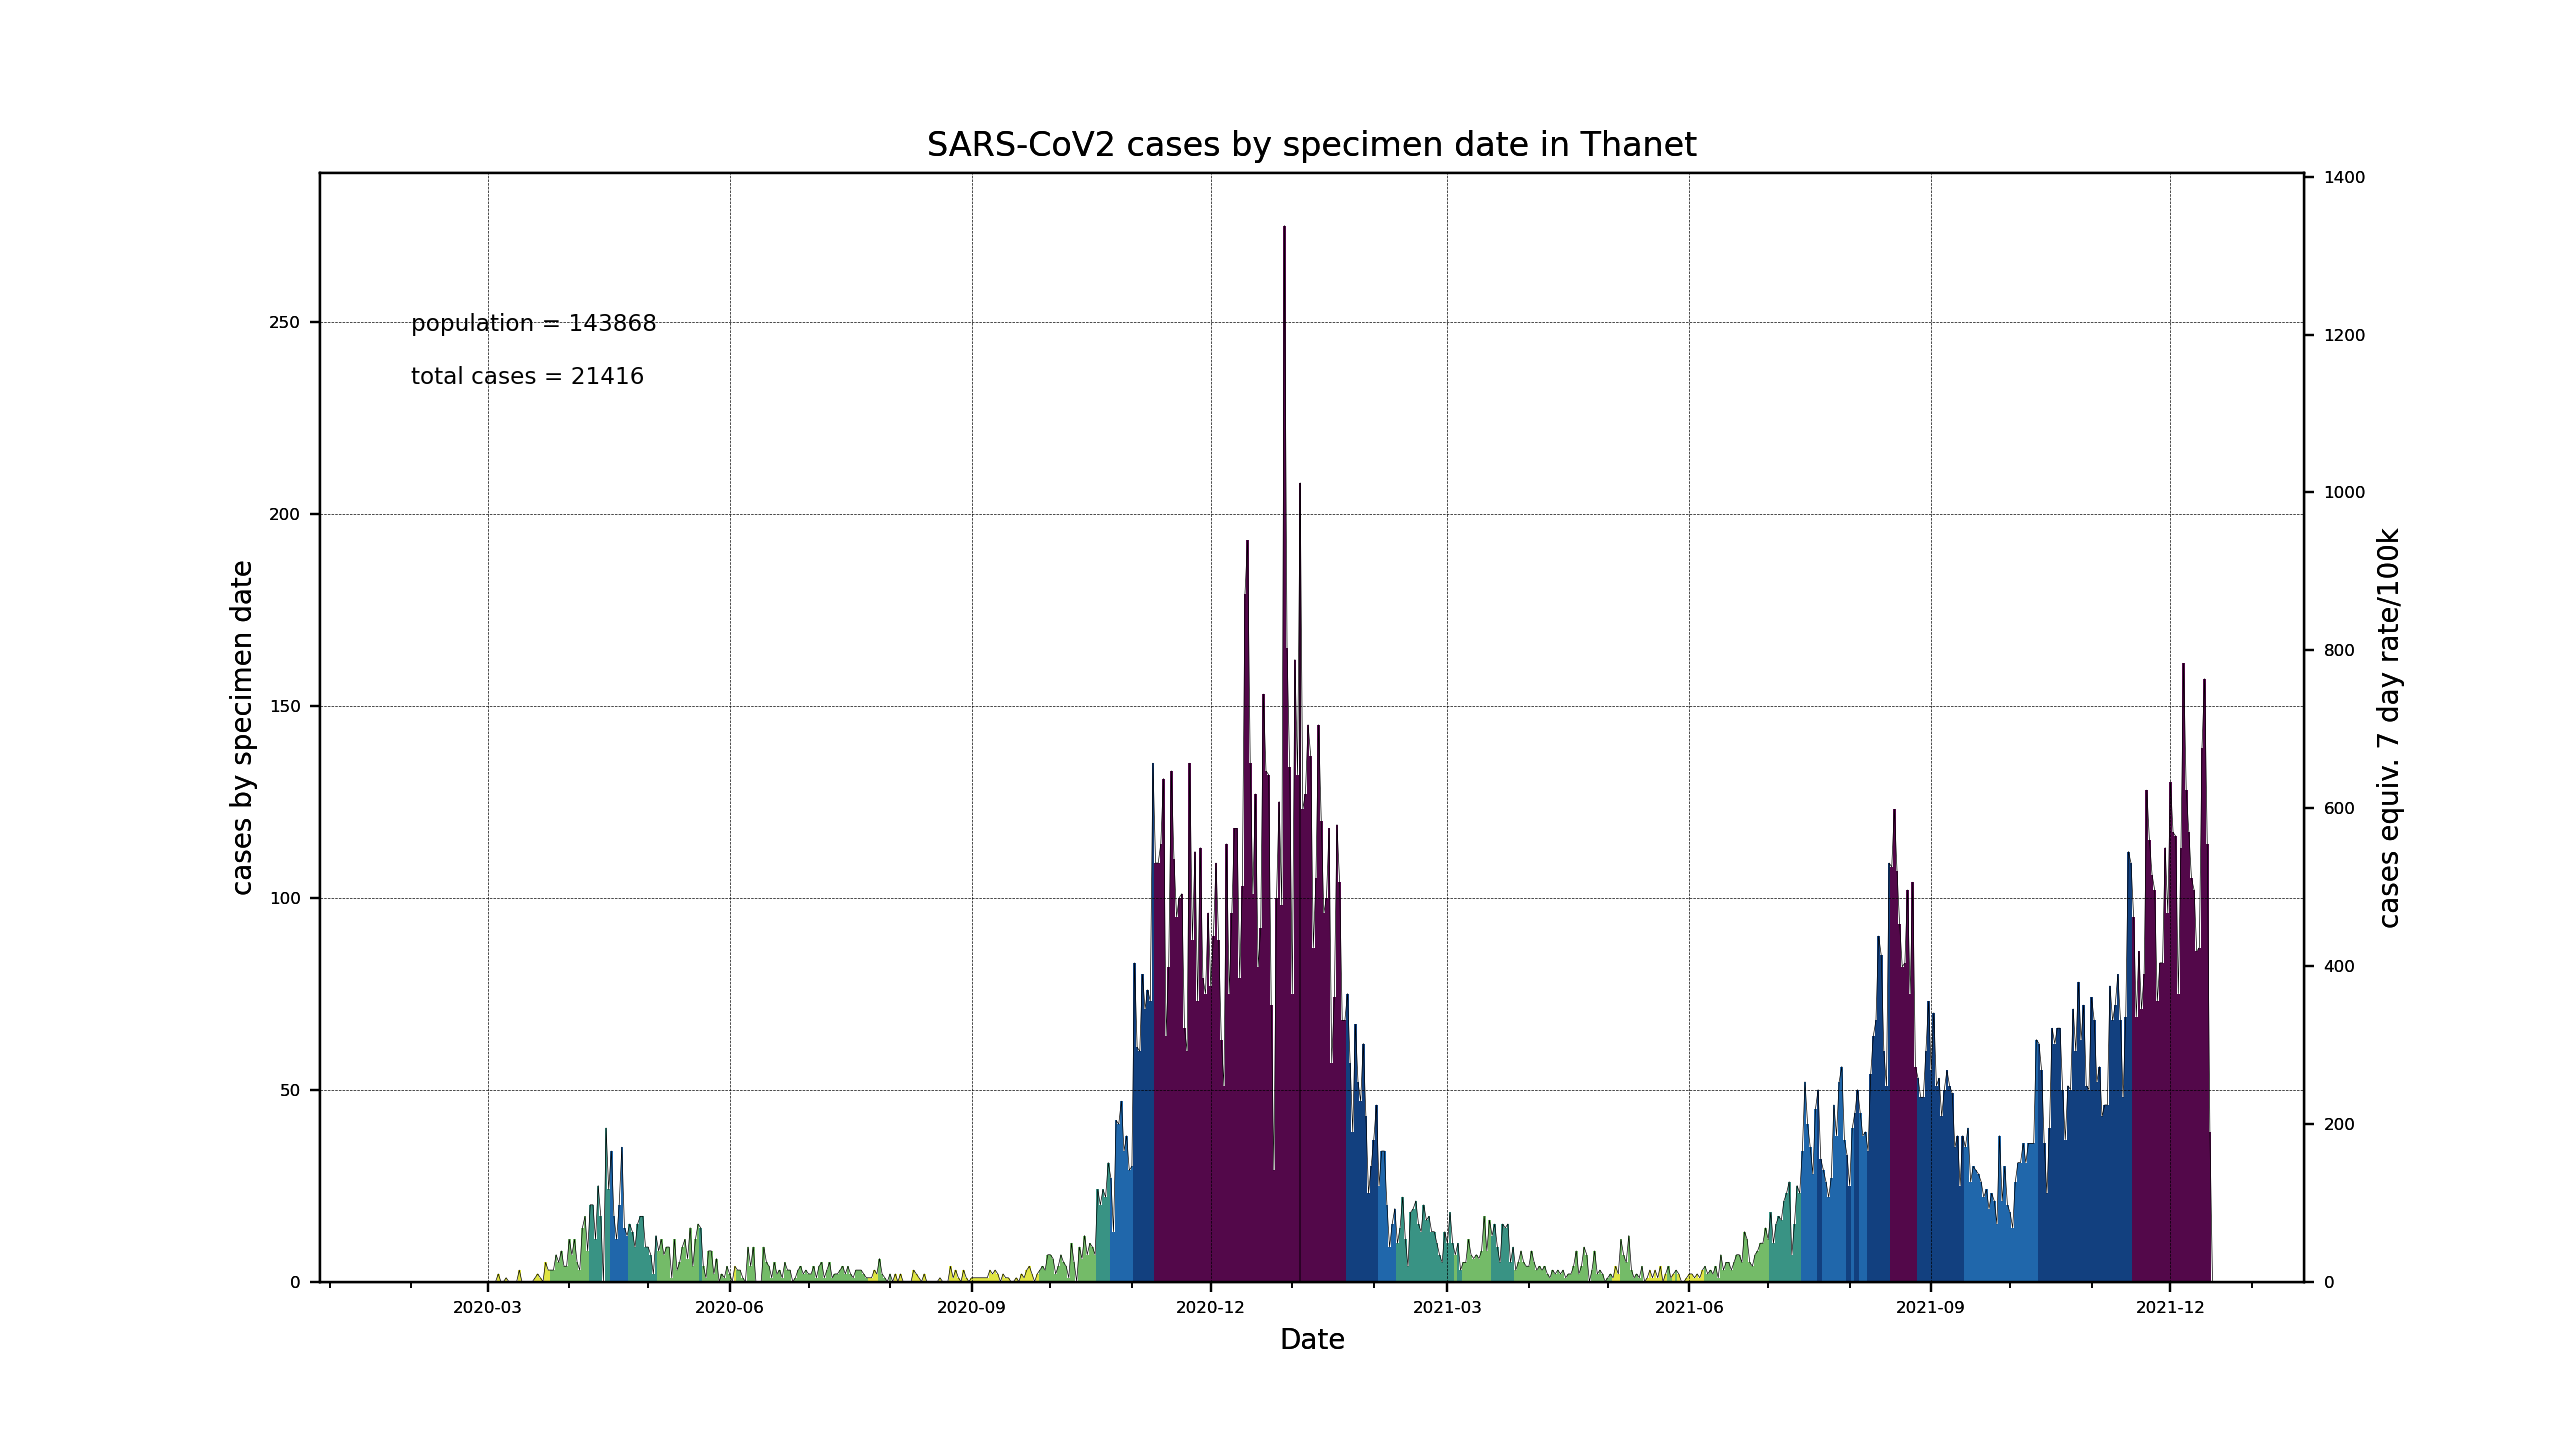 SARS-CoV2 cases by specimen date in Thanet
1400
1200
1000
800
600
400
200
0
250
200
150
100
50
0
population = 143868
total cases = 21416
cases by specimen date
cases equiv. 7 day rate/100k
2020-03 2020-06 2020-09 2020-12 2021-03 2021-06 2021-09 2021-12
Date